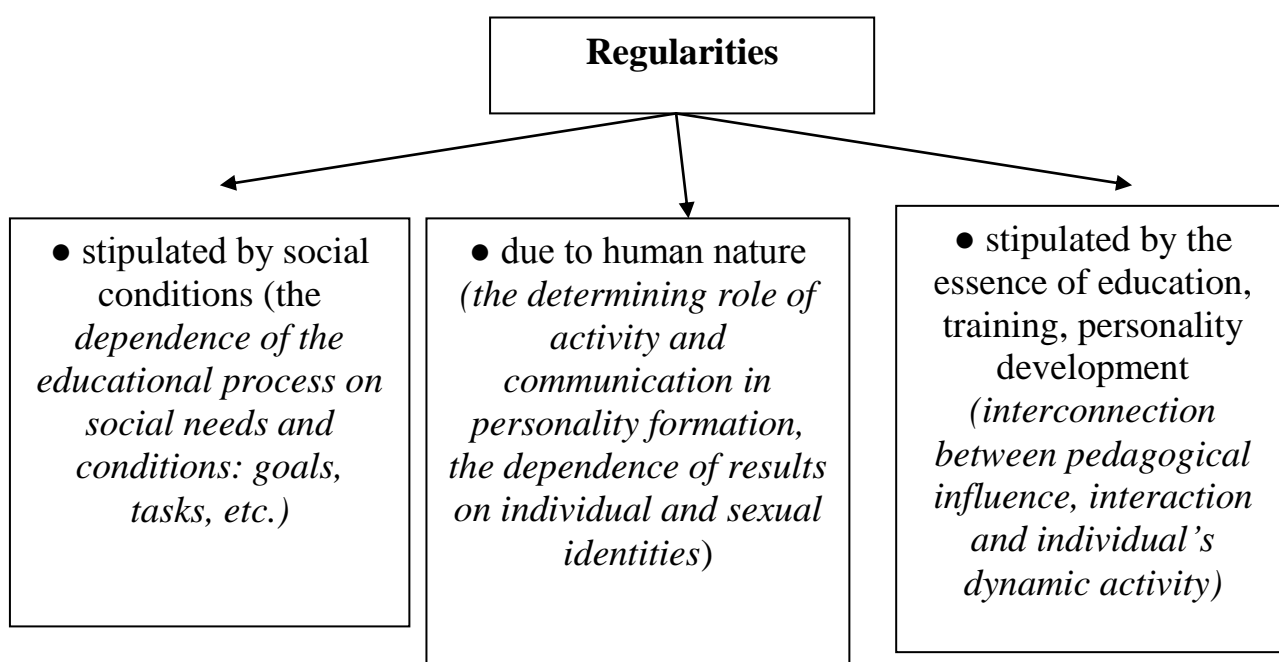 Regularities
● stipulated by social
conditions (the
dependence of the
educational process on
social needs and
conditions: goals,
tasks, etc.)
● due to human nature
(the determining role of
activity and
communication in
personality formation,
the dependence of results
on individual and sexual
identities)
● stipulated by the
essence of education,
training, personality
development
(interconnection
between pedagogical
influence, interaction
and individual’s
dynamic activity)